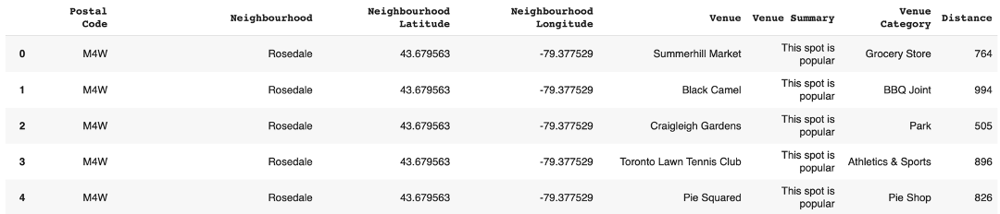 Postal Code Neighbourhood Neighbourhood Latitude Neighbourhood Longitude Venue Venue Summary Venue Category Distance
0 M4W Rosedale 43.679563 -79.377529 Summerhill Market This spot is popular Grocery Store 764
1 M4W Rosedale 43.679563 -79.377529 Black Camel This spot is popular BBQ Joint 994
2 M4W Rosedale 43.679563 -79.377529 Craigleigh Gardens This spot is popular Park 505
3 M4W Rosedale 43.679563 -79.377529 Toronto Lawn Tennis Club This spot is popular Athletics & Sports 896
4 M4W Rosedale 43.679563 -79.377529 Pie Squared This spot is popular Pie Shop 826